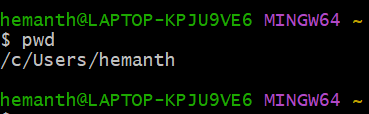 hemanth@LAPTOP-KPJU9VE6 MINGW64 ~
$ pwd
/c/Users/hemanth

hemanth@LAPTOP-KPJU9VE6 MINGW64 ~